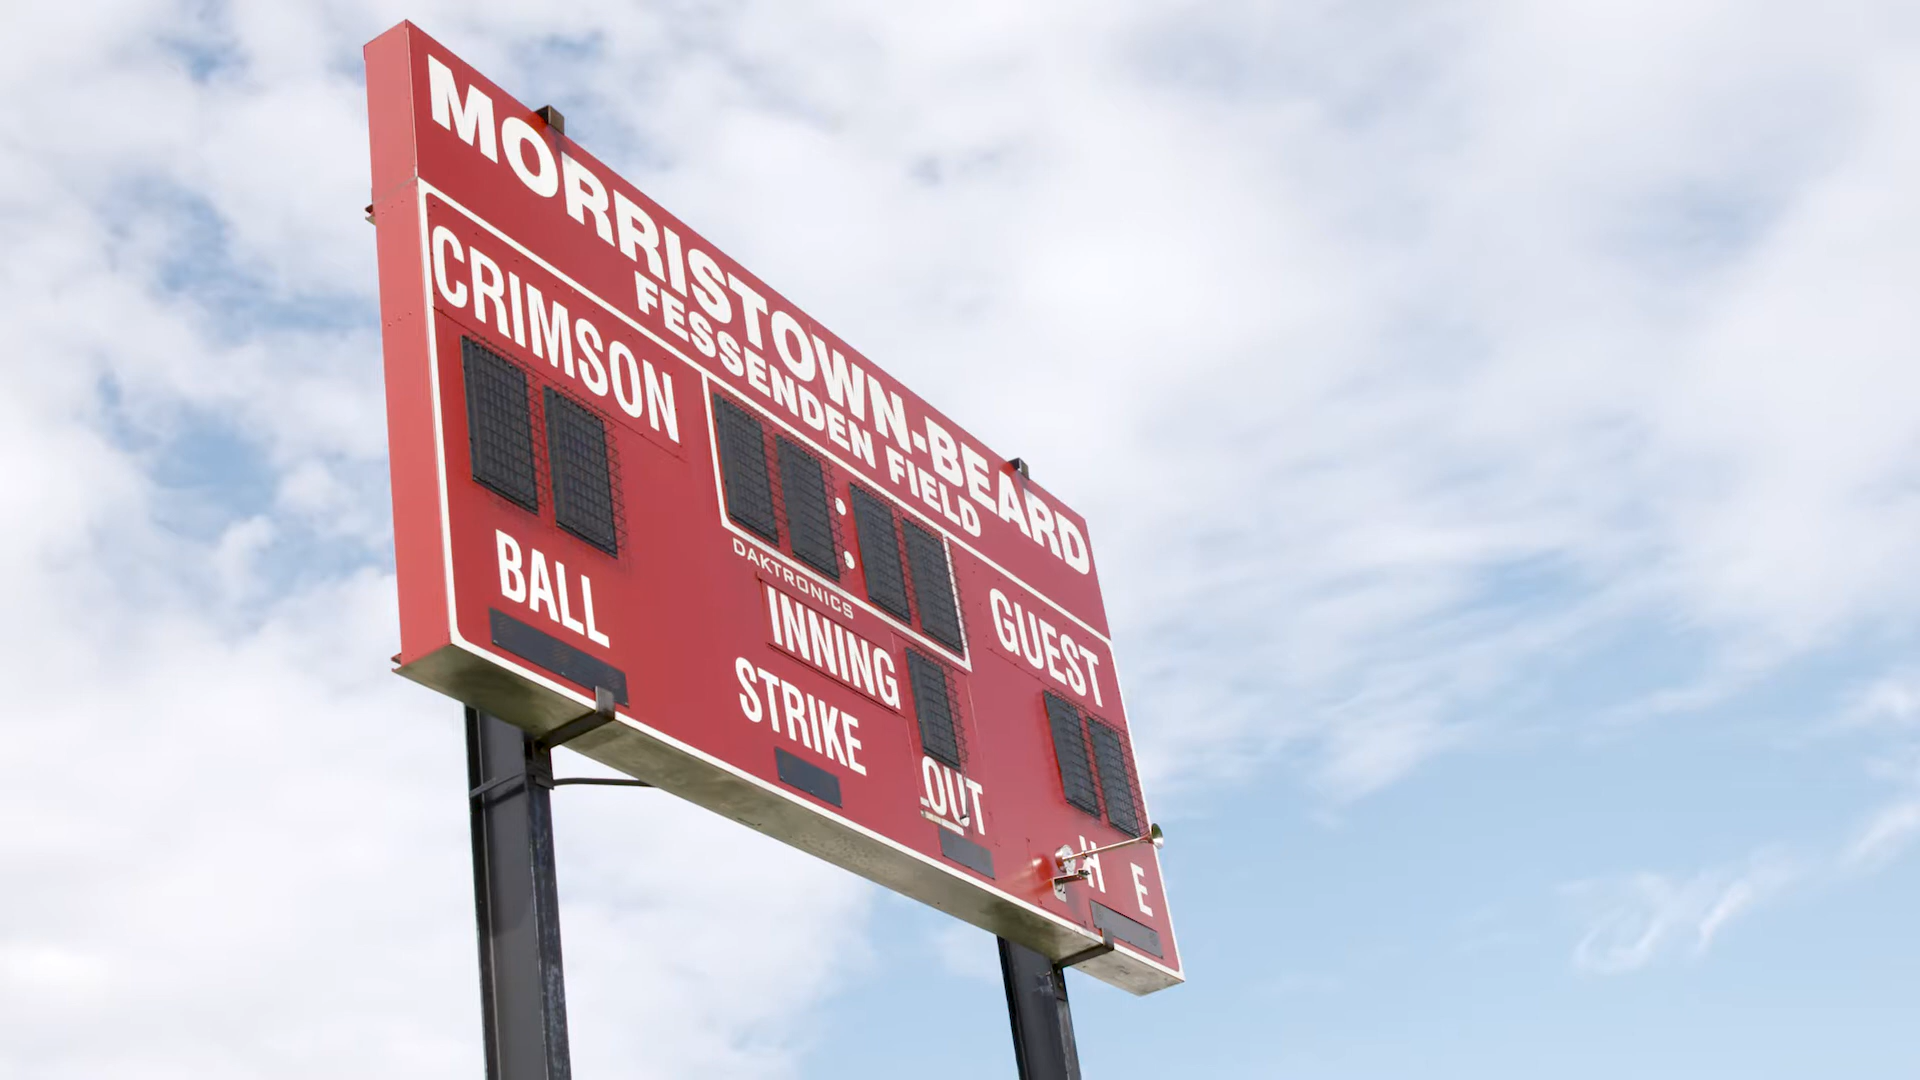 MORRISTOWN-BEARD
FESSENDEN FIELD
CRIMSON
DAKTRONICS
GUEST
BALL
INNING
STRIKE
OUT
H E